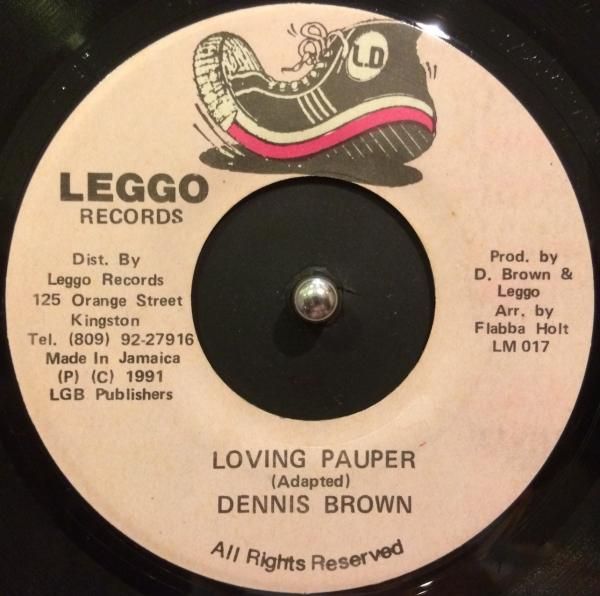 L.D
LEGGO
RECORDS
Dist. By
Leggo Records
125 Orange Street
Kingston
Tel. (809) 92-27916
Made In Jamaica
(P) (C) 1991
LGB Publishers
Prod. by
D. Brown &
Leggo
Arr. by
Flabba Holt
LM 017
LOVING PAUPER
(Adapted)
DENNIS BROWN
All Rights Reserved